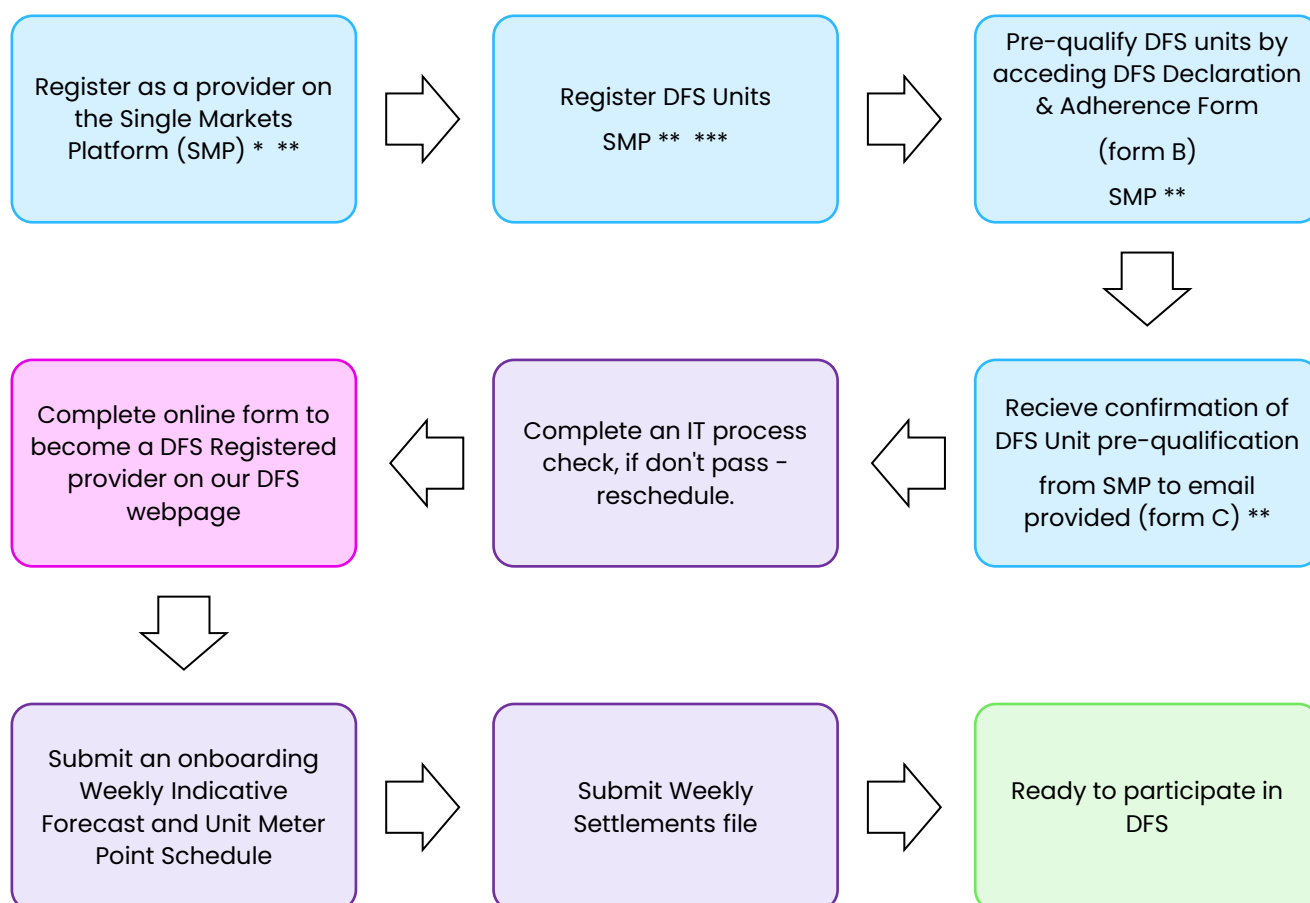 Register as a provider on
the Single Markets
Platform (SMP) * **
Register DFS Units
SMP ** ***
Pre-qualify DFS units by
acceding DFS Declaration
& Adherence Form
(form B)
SMP **
Recieve confirmation of
DFS Unit pre-qualification
from SMP to email
provided (form C) **
Complete an IT process
check, if don't pass -
reschedule.
Complete online form to
become a DFS Registered
provider on our DFS
webpage
Submit an onboarding
Weekly Indicative
Forecast and Unit Meter
Point Schedule
Submit Weekly
Settlements file
Ready to participate in
DFS